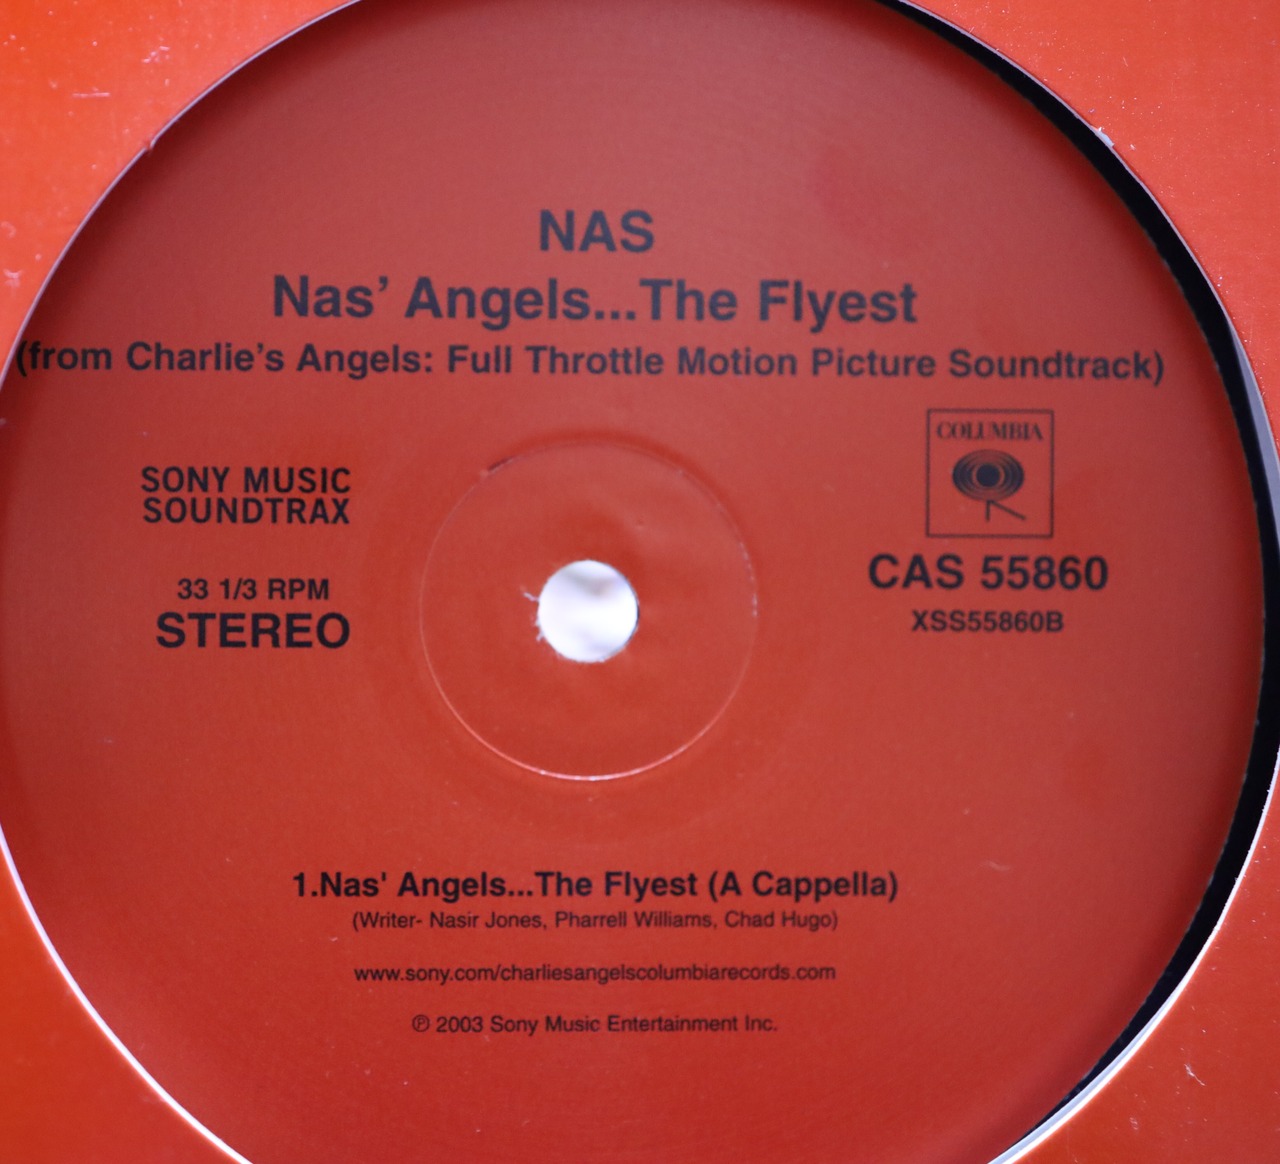 NAS
Nas’ Angels...The Flyest
(from Charlie’s Angels: Full Throttle Motion Picture Soundtrack)
SONY MUSIC
SOUNDTRAX
33 1/3 RPM
STEREO
COLUMBIA
CAS 55860
XSS55860B
1.Nas' Angels...The Flyest (A Cappella)
(Writer- Nasir Jones, Pharrell Williams, Chad Hugo)
www.sony.com/charliesangelscolumbiarecords.com
℗ 2003 Sony Music Entertainment Inc.